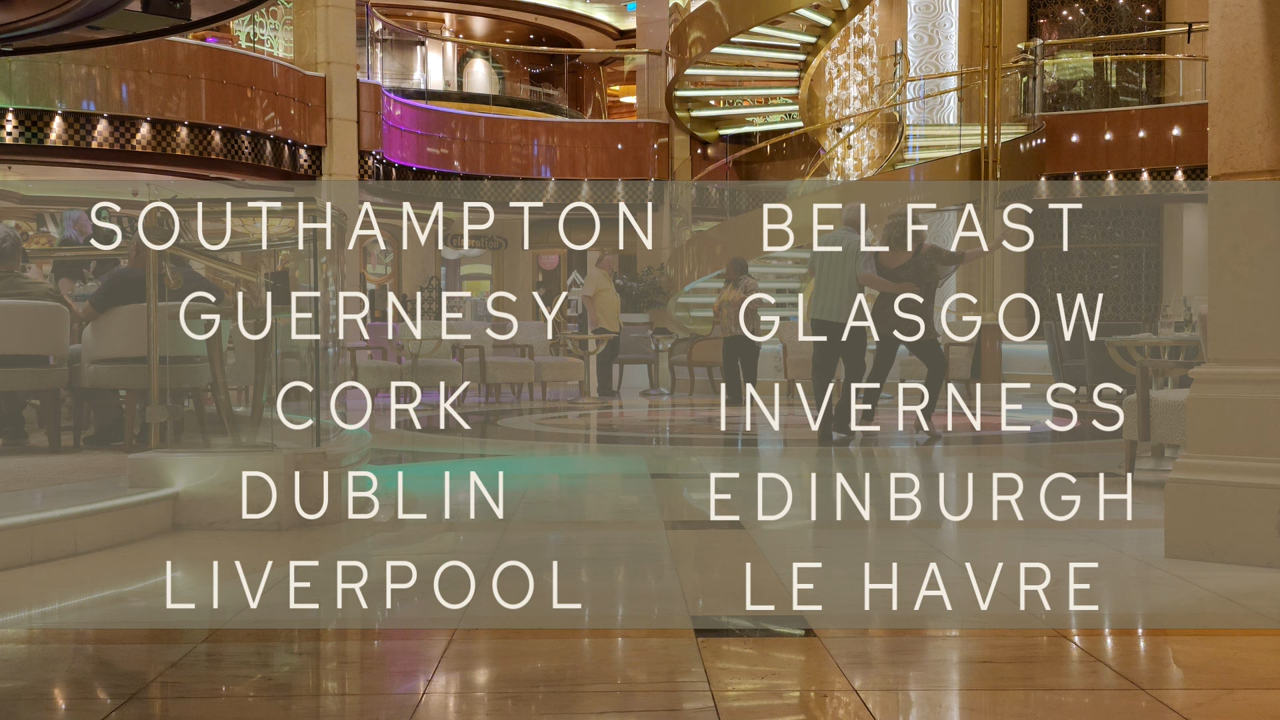 SOUTHAMPTON
GUERNESY
CORK
DUBLIN
LIVERPOOL
BELFAST
GLASGOW
INVERNESS
EDINBURGH
LE HAVRE